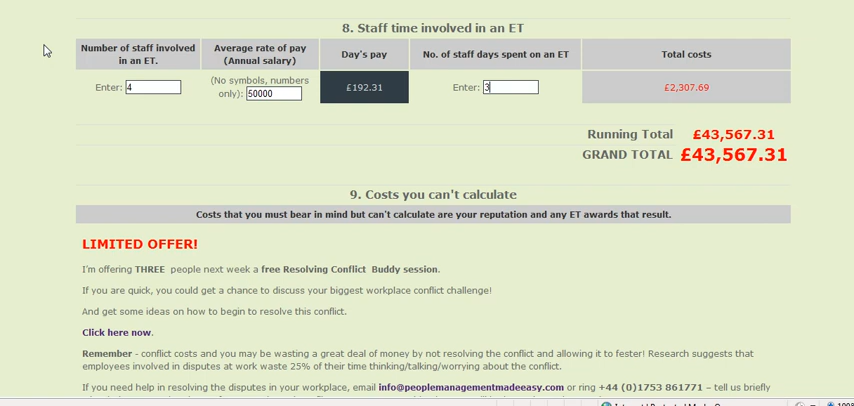 8. Staff time involved in an ET
Number of staff involved in an ET.
Average rate of pay (Annual salary)
Day's pay
No. of staff days spent on an ET
Total costs
Enter: 4
(No symbols, numbers only): 50000
£192.31
Enter: 3
£2,307.69
Running Total £43,567.31
GRAND TOTAL £43,567.31
9. Costs you can't calculate
Costs that you must bear in mind but can't calculate are your reputation and any ET awards that result.
LIMITED OFFER!
I'm offering THREE people next week a free Resolving Conflict Buddy session.
If you are quick, you could get a chance to discuss your biggest workplace conflict challenge!
And get some ideas on how to begin to resolve this conflict.
Click here now.
Remember - conflict costs and you may be wasting a great deal of money by not resolving the conflict and allowing it to fester! Research suggests that
employees involved in disputes at work waste 25% of their time thinking/talking/worrying about the conflict.
If you need help in resolving the disputes in your workplace, email info@peoplemanagementmadeeasy.com or ring +44 (0)1753 861771 – tell us briefly